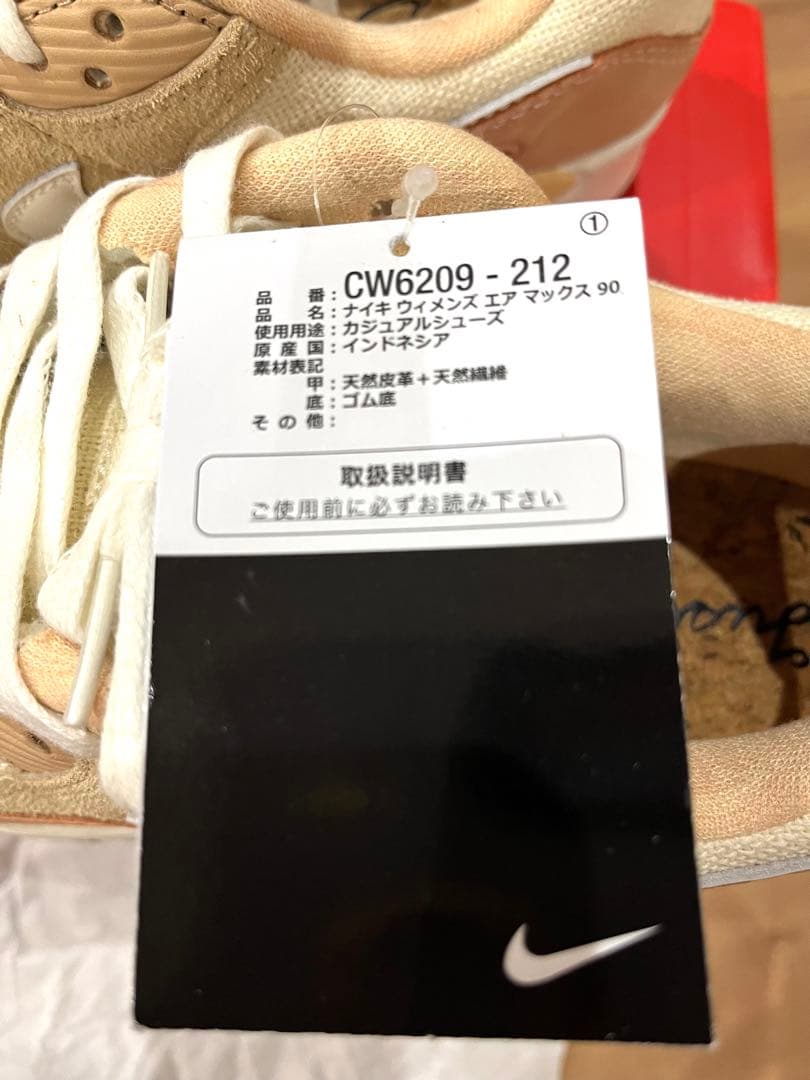 ①
品番:CW6209 - 212
品名:ナイキ ウィメンズ エア マックス 90
使用用途:カジュアルシューズ
原産国:インドネシア
素材表記
甲:天然皮革+天然繊維
底:ゴム底
その他:
取扱説明書
ご使用前に必ずお読み下さい